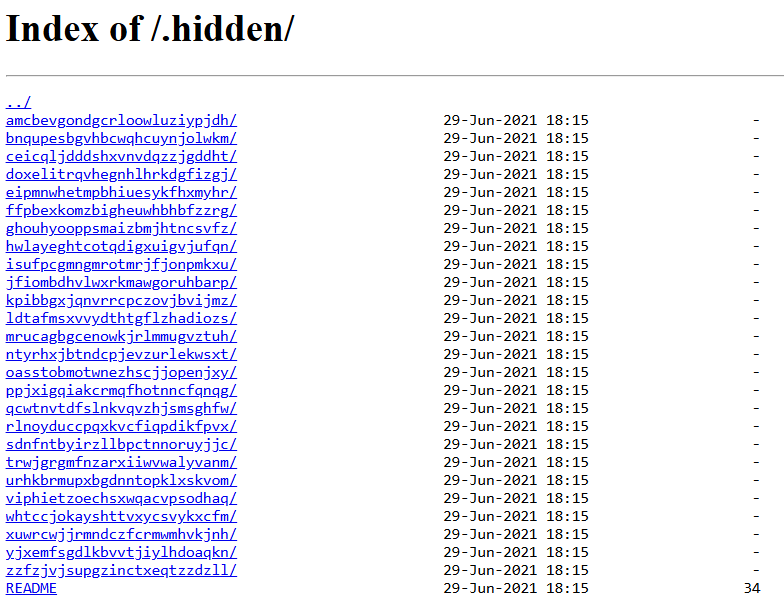 Index of /.hidden/
../
amcbevgondgcrloowluziypjdh/ 29-Jun-2021 18:15 -
bnqupesbgvhbcwqhcuynjolwkm/ 29-Jun-2021 18:15 -
ceicqljdddshxvnvdqzzjgddht/ 29-Jun-2021 18:15 -
doxelitrqvhegnhlhrkdgfizgj/ 29-Jun-2021 18:15 -
eipmnwhetmpbhiuesykfhxmyhr/ 29-Jun-2021 18:15 -
ffpbexkomzbigheuwhbhbfzzrg/ 29-Jun-2021 18:15 -
ghouhyooppsmaizbmjhtncsvfz/ 29-Jun-2021 18:15 -
hwlayeghtcotqdigxuigvjufqn/ 29-Jun-2021 18:15 -
isufpcgmngmrotmrjfjonpmkxu/ 29-Jun-2021 18:15 -
jfiombdhvlwxrkmawgoruhbarp/ 29-Jun-2021 18:15 -
kpibbgxjqnvrrcpczovjbvijmz/ 29-Jun-2021 18:15 -
ldtafmsxvvydthtgflzhadiozs/ 29-Jun-2021 18:15 -
mrucagbgcenowkjrlmmugvztuh/ 29-Jun-2021 18:15 -
ntyrhxjbtndcpjevzurlekwsxt/ 29-Jun-2021 18:15 -
oasstobmotwnezhscjjopenjxy/ 29-Jun-2021 18:15 -
ppjxigqiakcrmqfhotnncfqnqg/ 29-Jun-2021 18:15 -
qcwtnvtdfslnkvqvzhjsmsghfw/ 29-Jun-2021 18:15 -
rlnoyduccpqxkvcfiqpdikfpvx/ 29-Jun-2021 18:15 -
sdnfntbyirzllbpctnnoruyjjc/ 29-Jun-2021 18:15 -
trwjgrgmfnzarxiiwvwalyvanm/ 29-Jun-2021 18:15 -
urhkbrmupxbgdnntopklxskvom/ 29-Jun-2021 18:15 -
viphietzoechsxwqacvpsodhaq/ 29-Jun-2021 18:15 -
whtccjokayshttvxycsvykxcfm/ 29-Jun-2021 18:15 -
xuwrcwjjrmndczfcrmwmhvkjnh/ 29-Jun-2021 18:15 -
yjxemfsgdlkbvvtjiylhdoaqkn/ 29-Jun-2021 18:15 -
zzfzjvjsupgzinctxeqtzzdzll/ 29-Jun-2021 18:15 -
README 29-Jun-2021 18:15 34